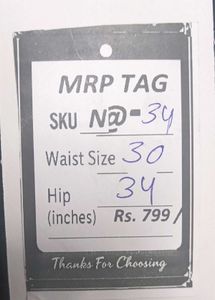 MRP TAG
SKU N@-34
Waist Size 30
Hip 34
(inches) Rs. 799/
Thanks For Choosing